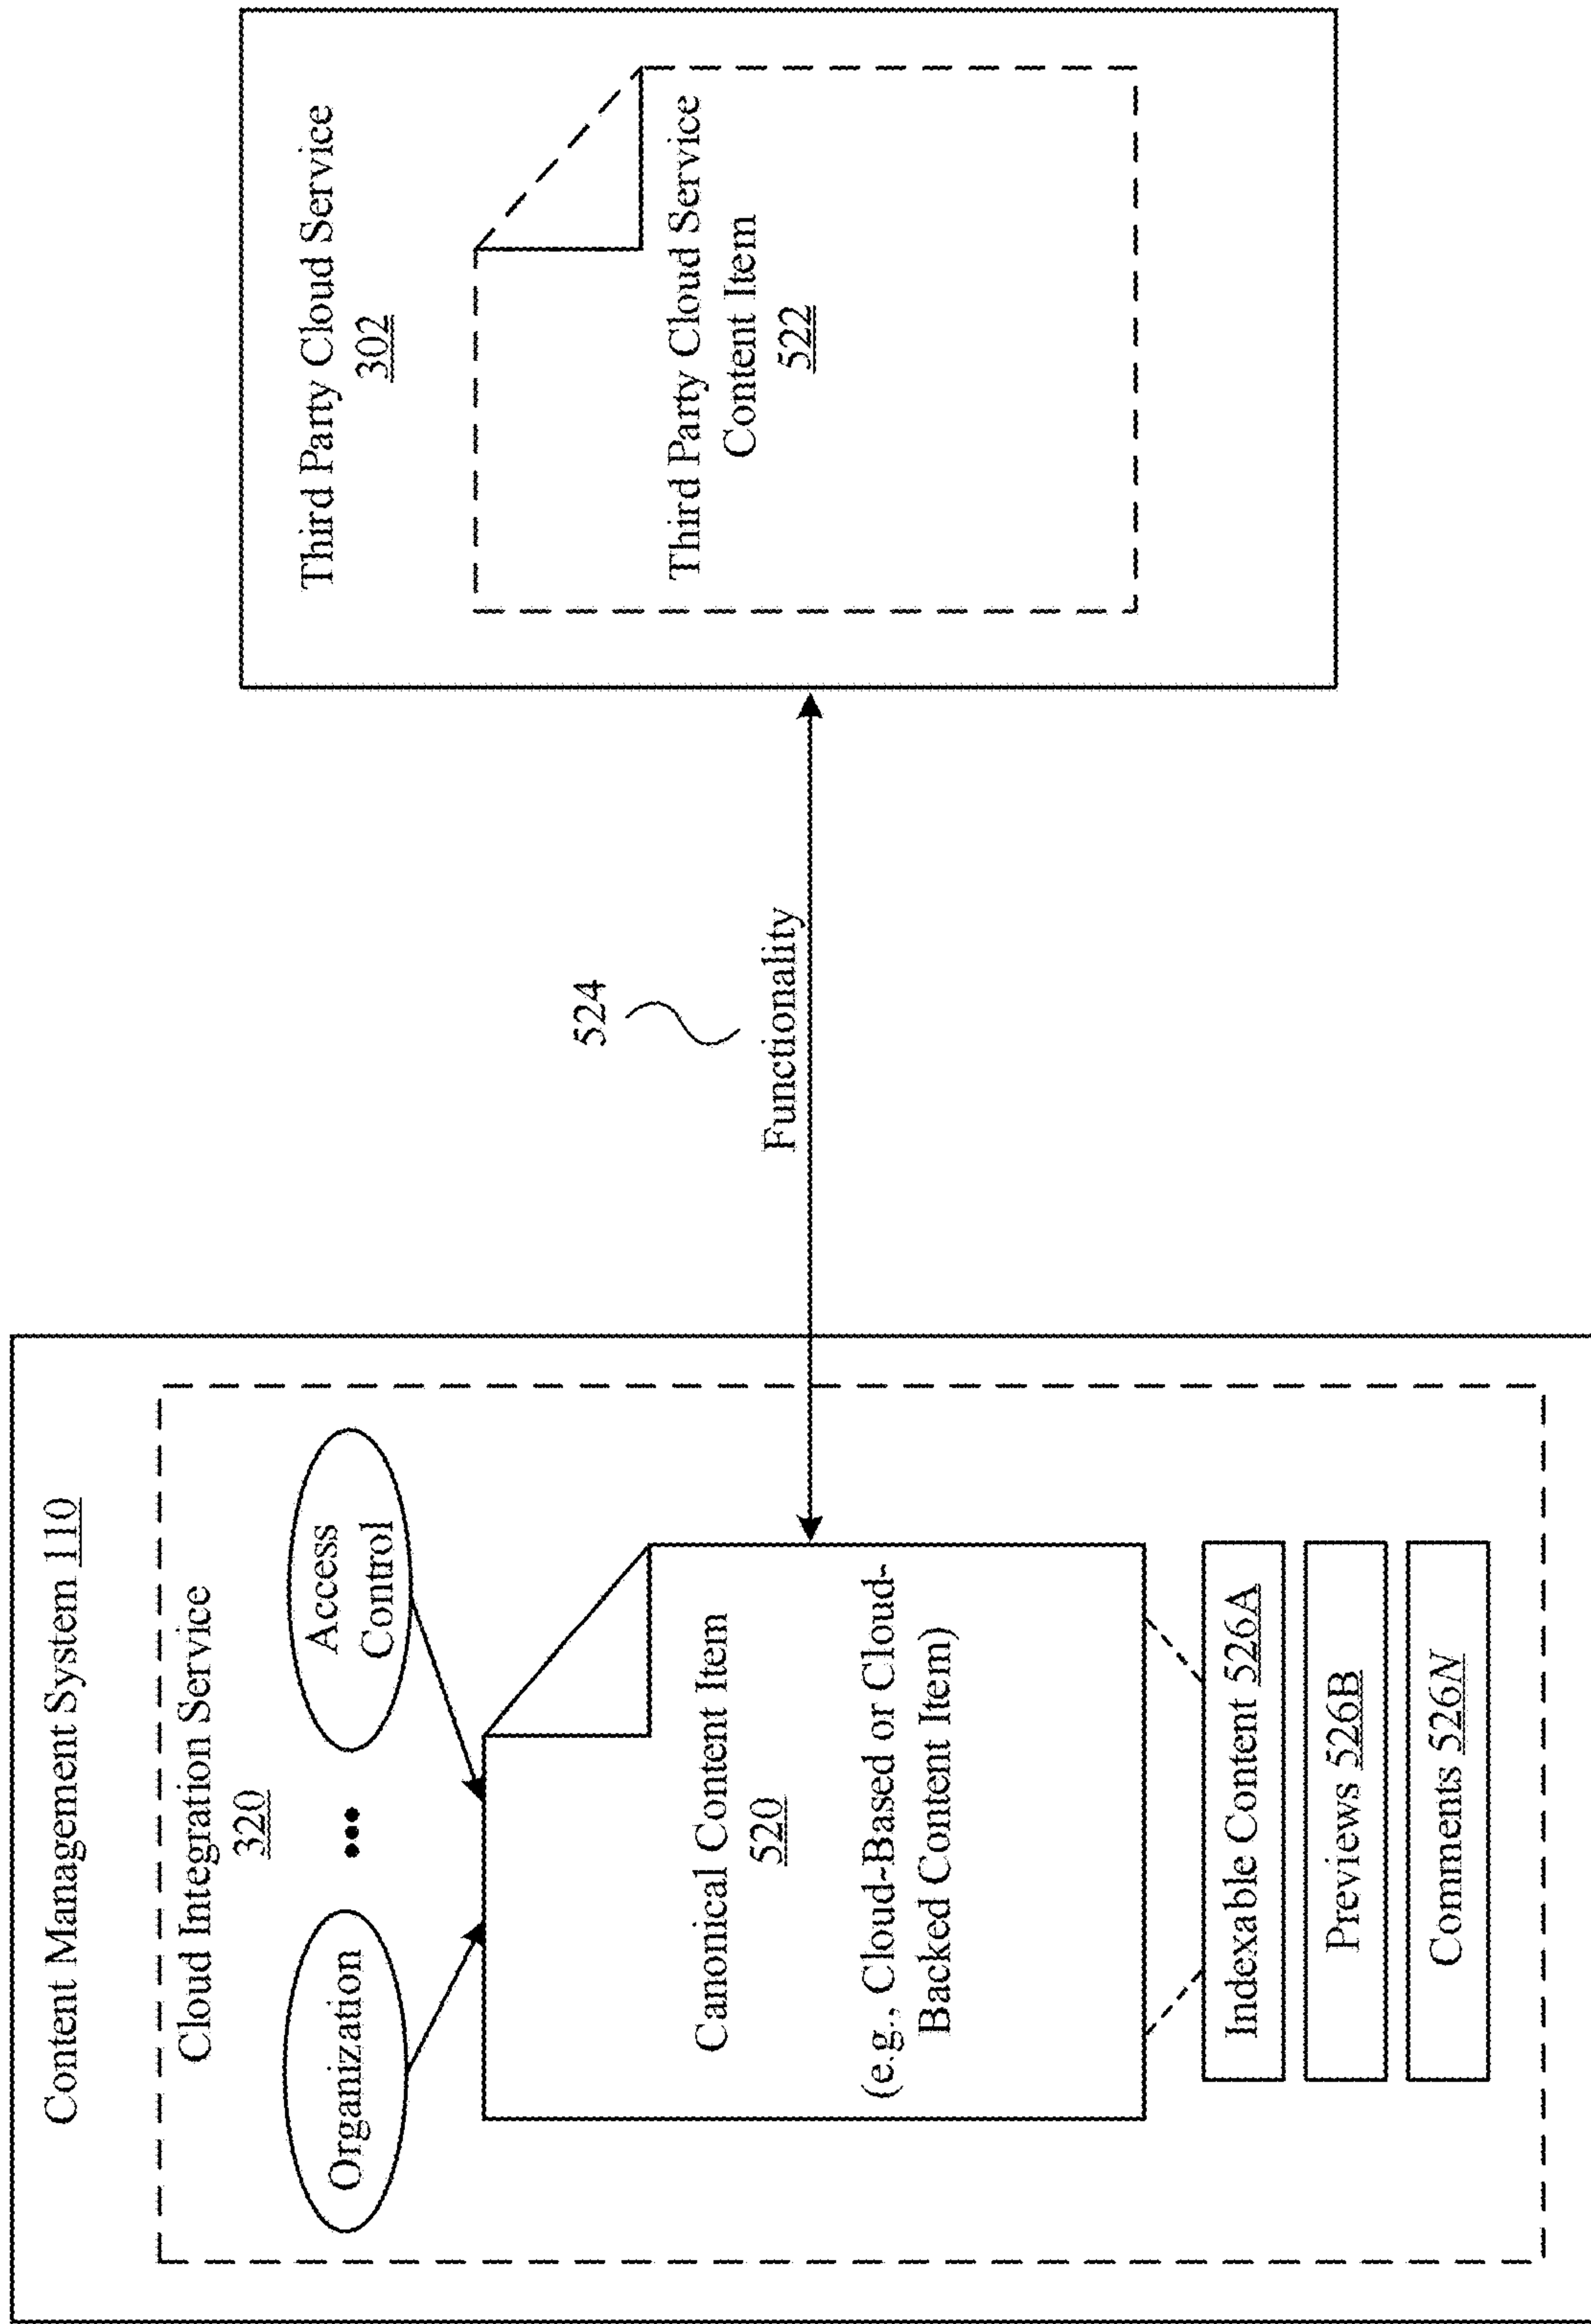 Content Management System 110
Cloud Integration Service
320
Organization
Access
Control
Canonical Content Item
520
(e.g., Cloud-Based or Cloud-
Backed Content Item)
Indexable Content 526A
Previews 526B
Comments 526N
524
Functionality
Third Party Cloud Service
302
Third Party Cloud Service
Content Item
522